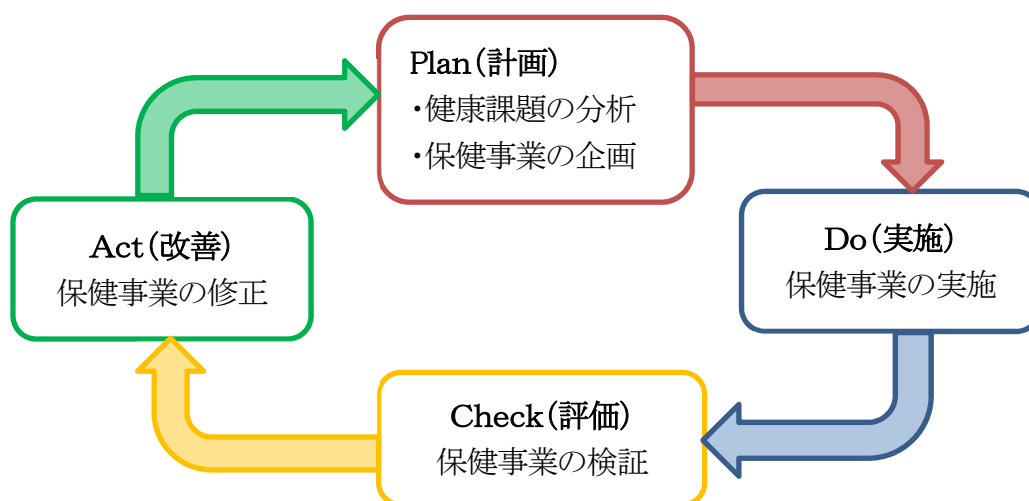 Plan(計画)
・健康課題の分析
・保健事業の企画
Do(実施)
保健事業の実施
Check(評価)
保健事業の検証
Act(改善)
保健事業の修正